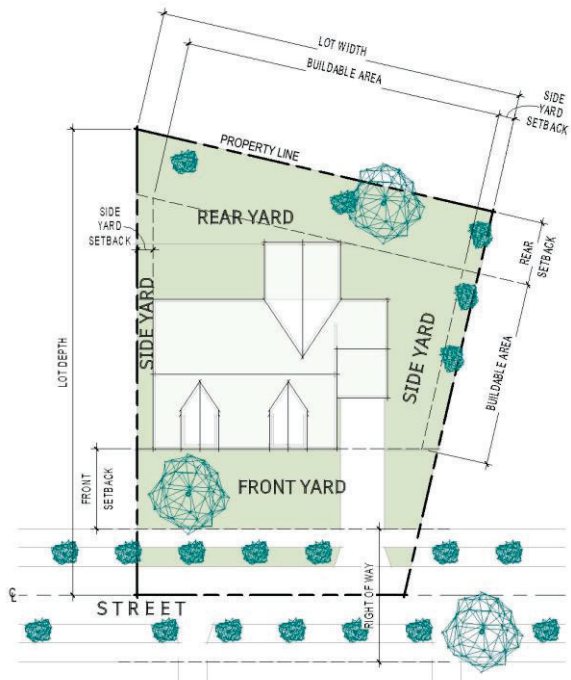 LOT WIDTH
BUILDABLE AREA
SIDE
YARD
SETBACK
PROPERTY LINE
SIDE
YARD
SETBACK
REAR YARD
REAR
SETBACK
SIDE YARD
SIDE YARD
LOT DEPTH
BUILDABLE AREA
FRONT
SETBACK
FRONT YARD
RIGHT OF WAY
STREET